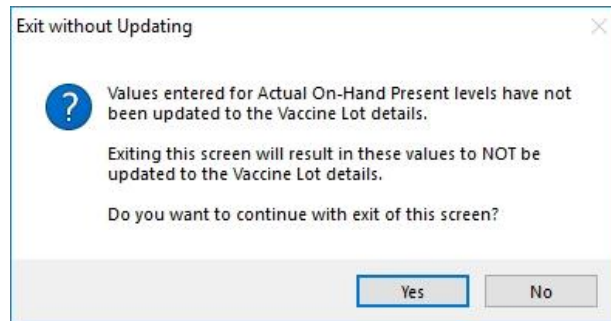 Exit without Updating
Values entered for Actual On-Hand Present levels have not
been updated to the Vaccine Lot details.
Exiting this screen will result in these values to NOT be
updated to the Vaccine Lot details.
Do you want to continue with exit of this screen?
Yes
No